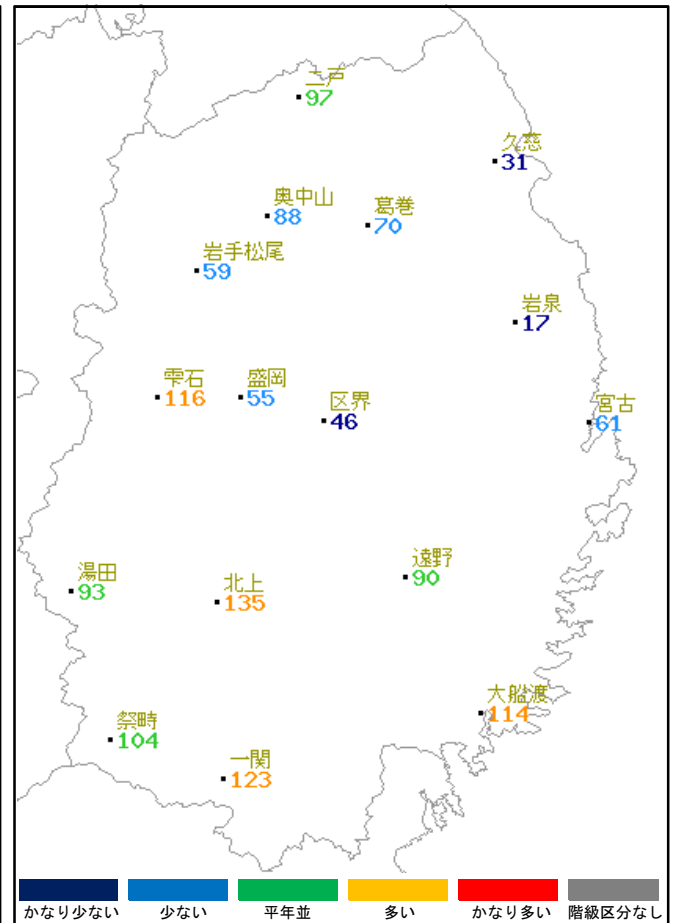 二戸
97
久慈
31
奥中山
88
葛巻
70
岩手松尾
59
岩泉
17
雫石
116
盛岡
55
区界
46
宮古
61
湯田
93
北上
135
遠野
90
大船渡
114
祭畤
104
一関
123
かなり少ない 少ない 平年並 多い かなり多い 階級区分なし